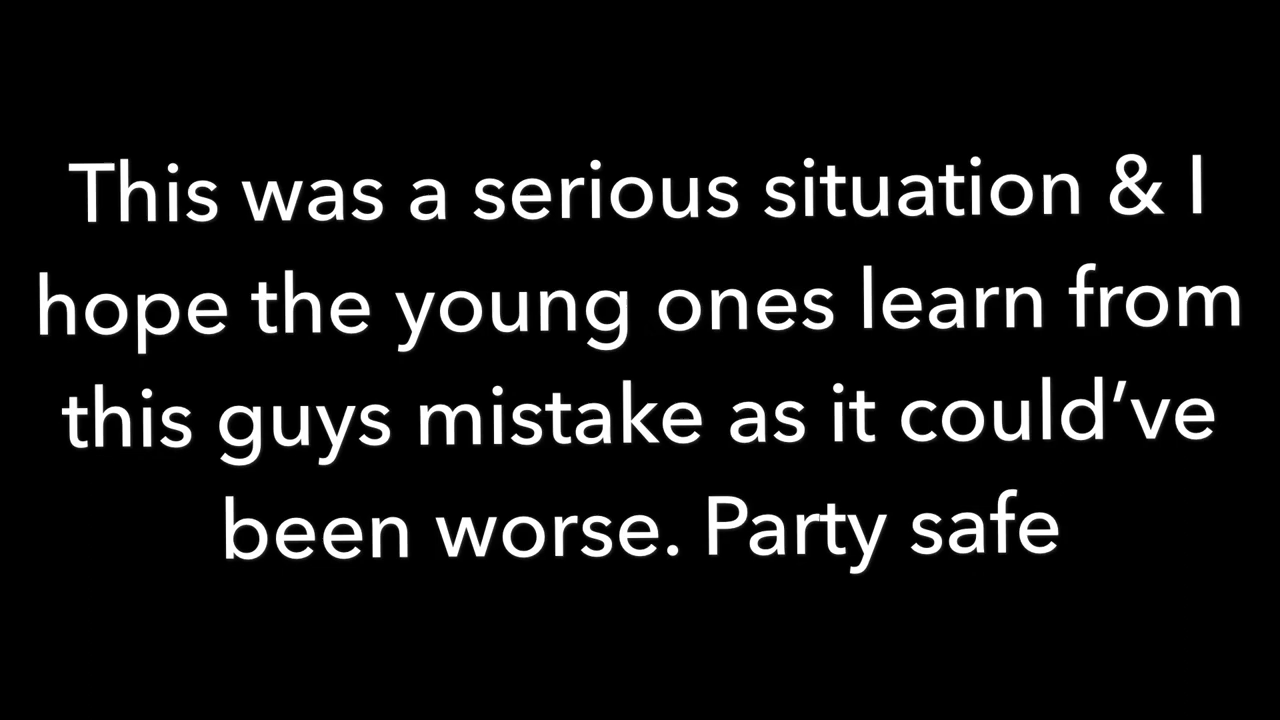 This was a serious situation & I
hope the young ones learn from
this guys mistake as it could’ve
been worse. Party safe